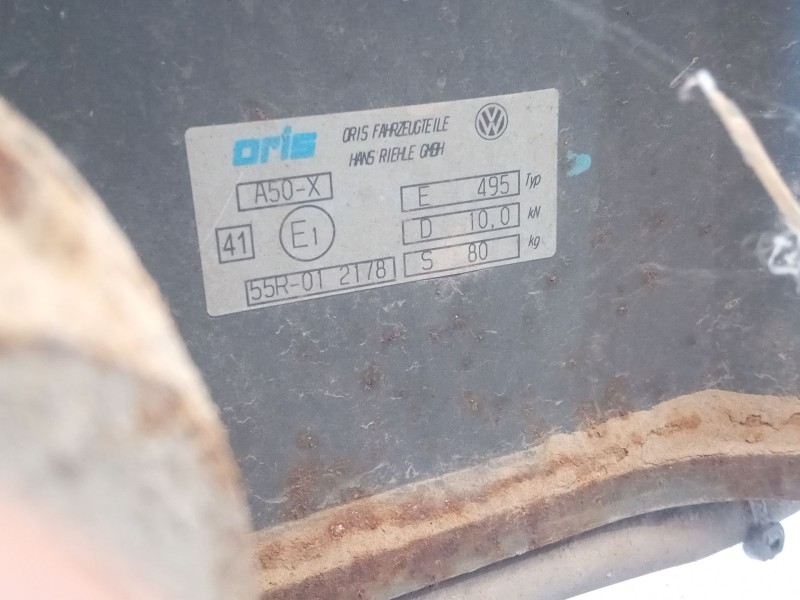 oris ORIS FAHRZEUGTEILE
HANS RIEHLE GMBH
VW
A50-X
E 495 Typ
41 E1
D 10,0 kN
55R-01 2178
S 80 kg